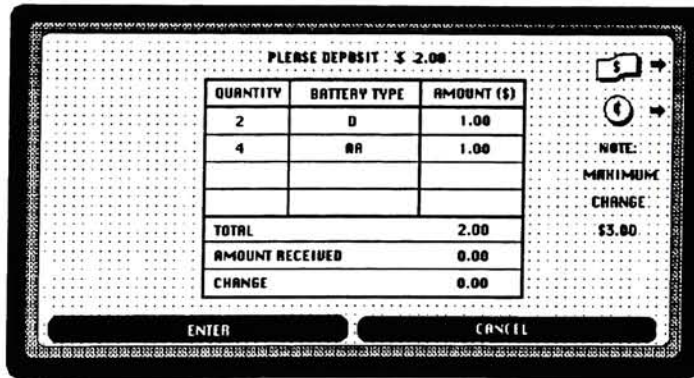 PLEASE DEPOSIT : $ 2.00
$
QUANTITY BATTERY TYPE AMOUNT ($)
¢
2 D 1.00
4 AA 1.00
NOTE:
MAXIMUM
CHANGE
$3.00
TOTAL 2.00
AMOUNT RECEIVED 0.00
CHANGE 0.00
ENTER CANCEL